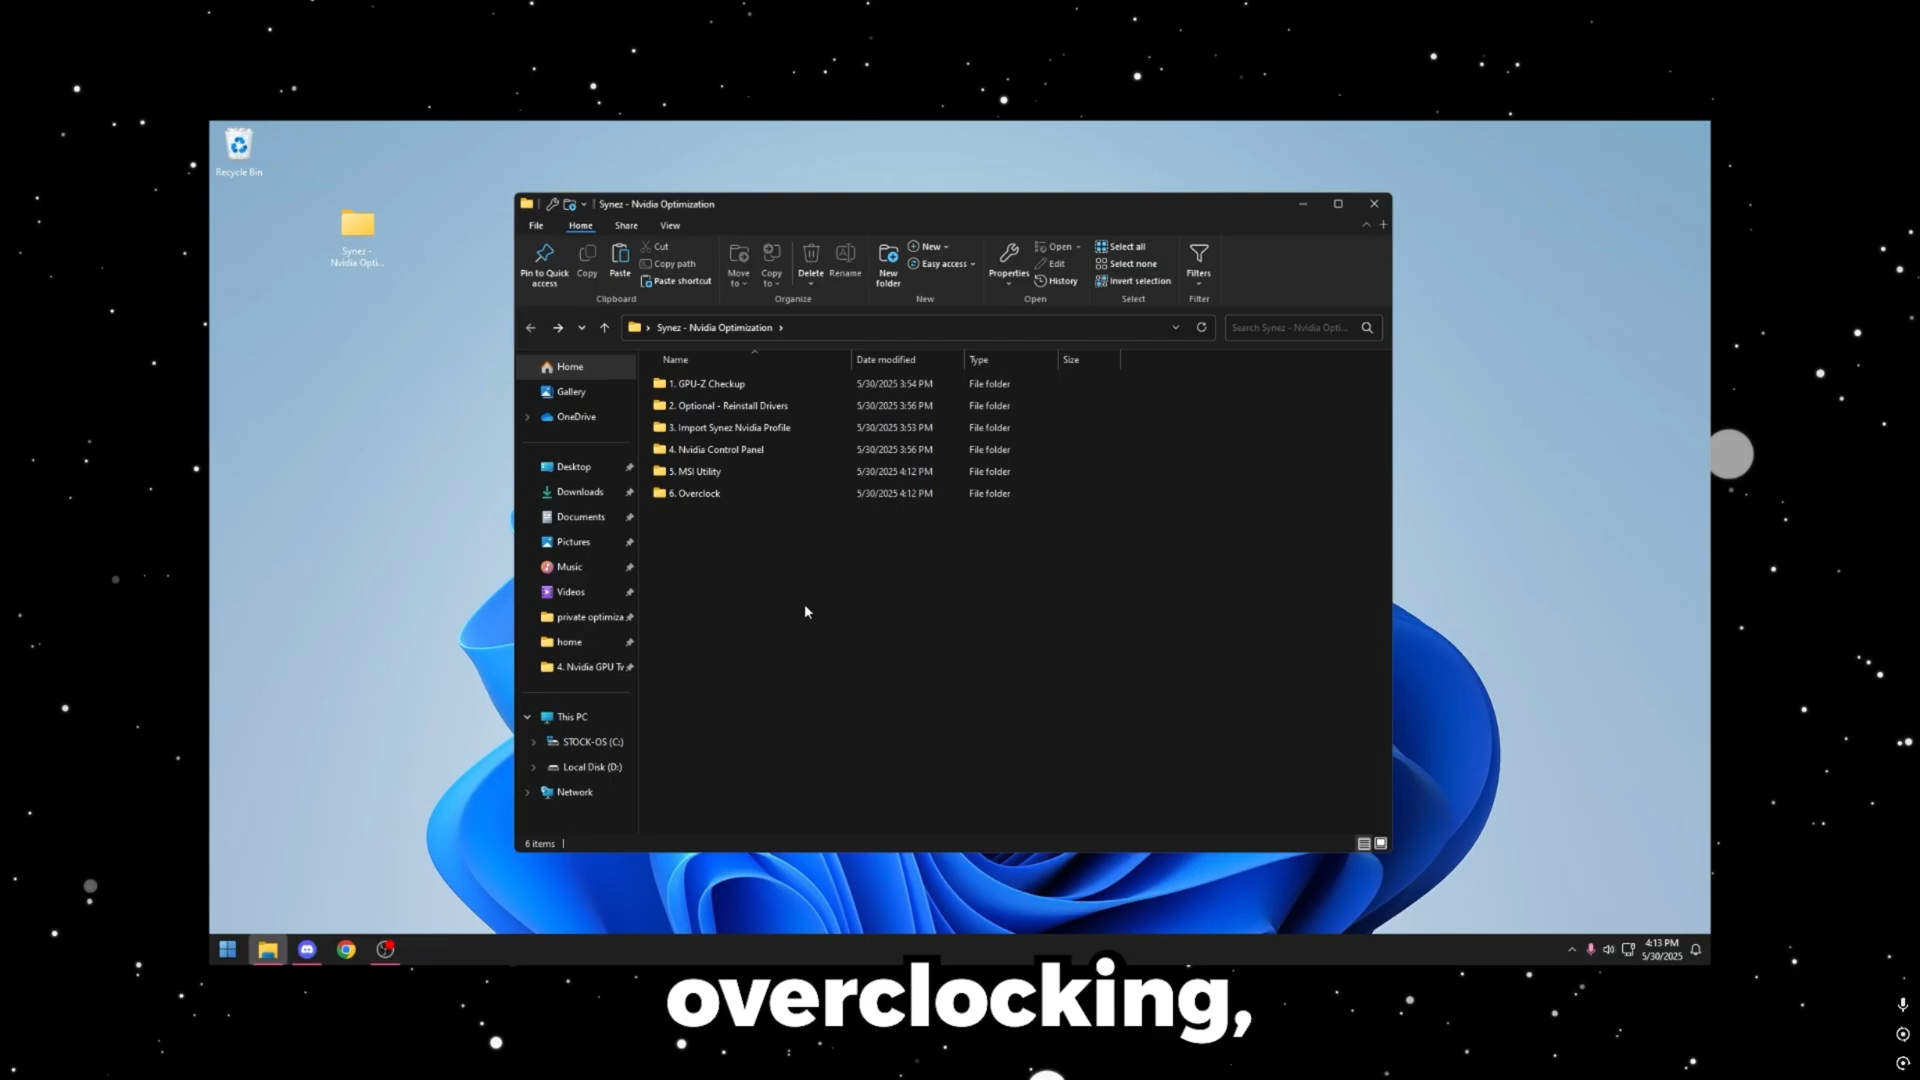 Recycle Bin
Synez -
Nvidia Opti...
Synez - Nvidia Optimization
File
Home
Share
View
Pin to Quick
access
Copy
Paste
Cut
Copy path
Paste shortcut
Clipboard
Move
to
Copy
to
Delete
Rename
Organize
New
folder
New
Easy access
New
Properties
Open
Edit
History
Open
Select all
Select none
Invert selection
Select
Filters
Filter
Synez - Nvidia Optimization
Search Synez - Nvidia Opti...
Name
Date modified
Type
Size
1. GPU-Z Checkup 5/30/2025 3:54 PM File folder
2. Optional - Reinstall Drivers 5/30/2025 3:56 PM File folder
3. Import Synez Nvidia Profile 5/30/2025 3:53 PM File folder
4. Nvidia Control Panel 5/30/2025 3:56 PM File folder
5. MSI Utility 5/30/2025 4:12 PM File folder
6. Overclock 5/30/2025 4:12 PM File folder
Home
Gallery
OneDrive
Desktop
Downloads
Documents
Pictures
Music
Videos
private optimiza
home
4. Nvidia GPU Tw
This PC
STOCK-OS (C:)
Local Disk (D:)
Network
6 items
4:13 PM
5/30/2025
overclocking,